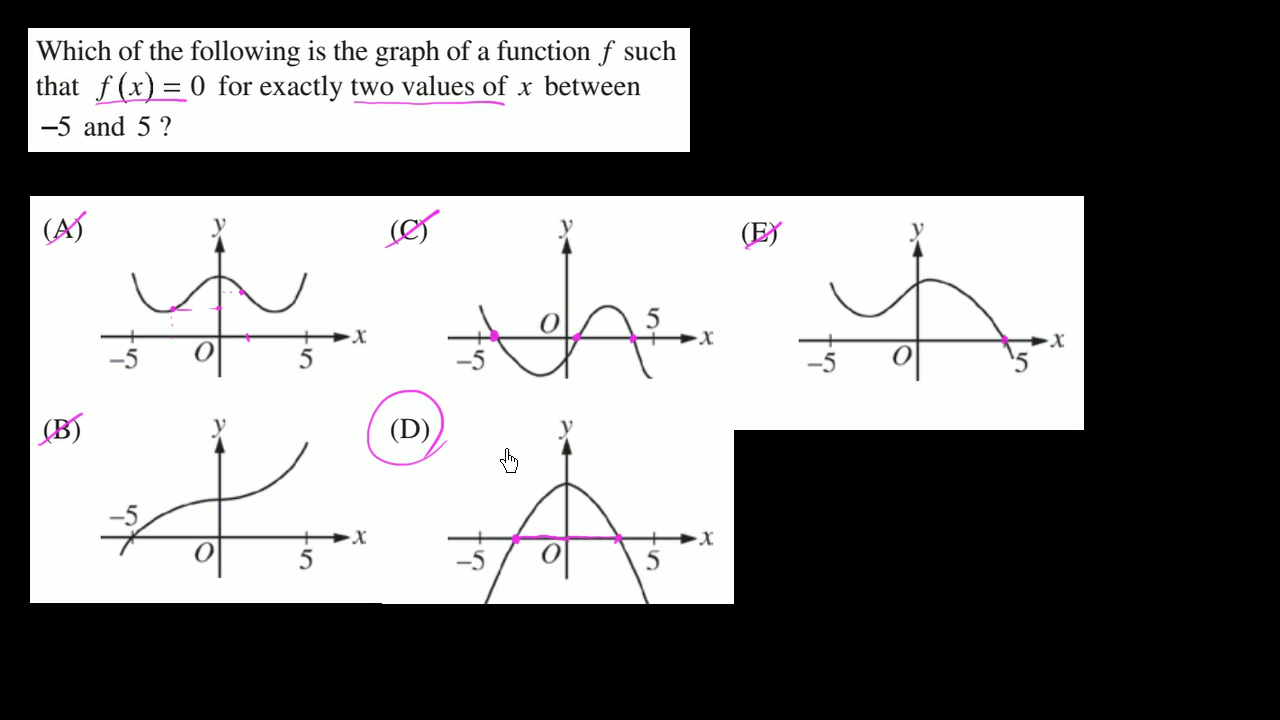 Which of the following is the graph of a function f such
that f(x) = 0 for exactly two values of x between
−5 and 5 ?
(A)
y
−5
O
5
x
(C)
y
−5
O
5
x
(E)
y
−5
O
5
x
(B)
y
−5
O
5
x
(D)
y
−5
O
5
x